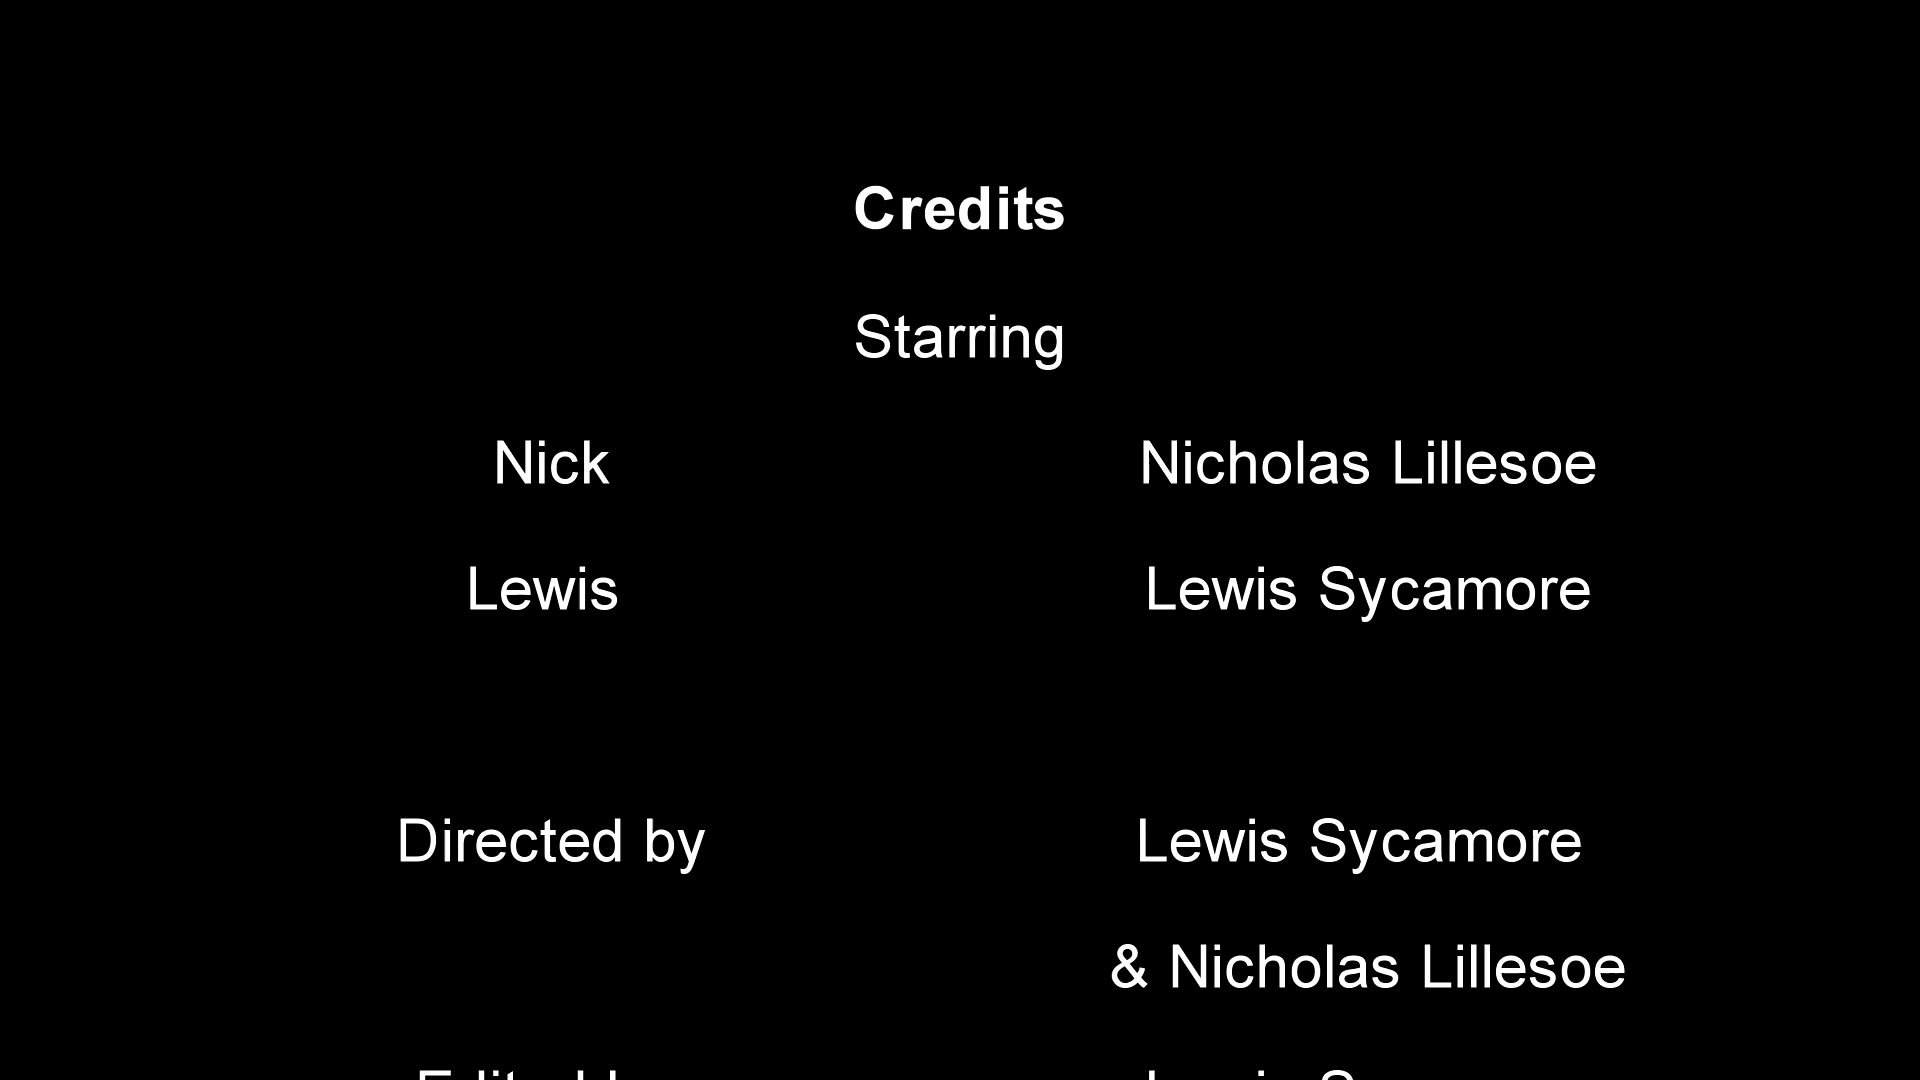 Credits
Starring
Nick Nicholas Lillesoe
Lewis Lewis Sycamore
Directed by Lewis Sycamore
& Nicholas Lillesoe